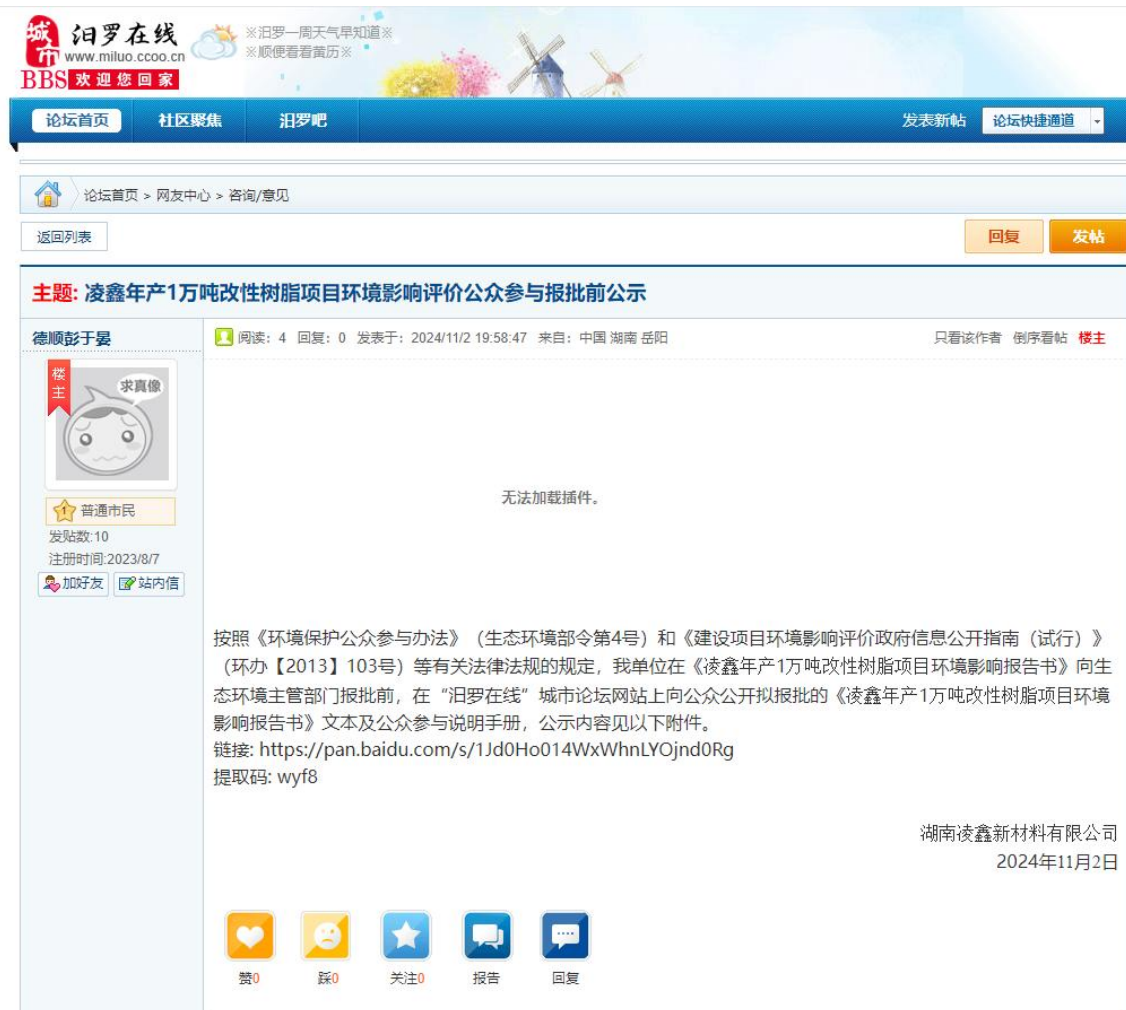 城市
汨罗在线
www.miluo.ccoo.cn
BBS 欢迎您回家
※汨罗一周天气早知道※
※顺便看看黄历※
论坛首页 社区聚焦 汨罗吧 发表新帖 论坛快捷通道
论坛首页 > 网友中心 > 咨询/意见
返回列表 回复 发帖
主题: 凌鑫年产1万吨改性树脂项目环境影响评价公众参与报批前公示
德顺彭于晏
阅读: 4 回复: 0 发表于: 2024/11/2 19:58:47 来自: 中国 湖南 岳阳 只看该作者 倒序看帖 楼主
楼主
求真像
1 普通市民
发贴数:10
注册时间:2023/8/7
加好友 站内信
无法加载插件。
按照《环境保护公众参与办法》（生态环境部令第4号）和《建设项目环境影响评价政府信息公开指南（试行）》
（环办【2013】103号）等有关法律法规的规定，我单位在《凌鑫年产1万吨改性树脂项目环境影响报告书》向生
态环境主管部门报批前，在“汨罗在线”城市论坛网站上向公众公开拟报批的《凌鑫年产1万吨改性树脂项目环境
影响报告书》文本及公众参与说明手册，公示内容见以下附件。
链接: https://pan.baidu.com/s/1Jd0Ho014WxWhnLYOjnd0Rg
提取码: wyf8
湖南凌鑫新材料有限公司
2024年11月2日
赞0 踩0 关注0 报告 回复